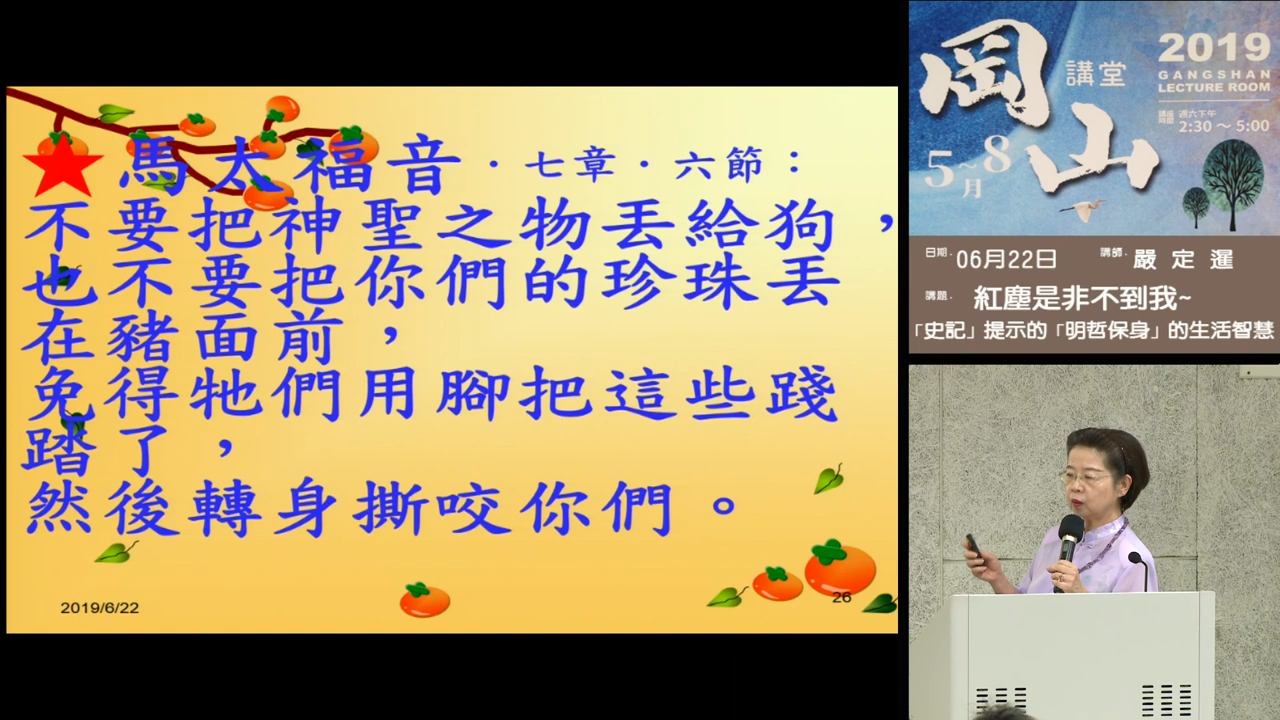 馬太福音．七章．六節：
不要把神聖之物丟給狗，
也不要把你們的珍珠丟
在豬面前，
免得牠們用腳把這些踐
踏了，
然後轉身撕咬你們。
2019/6/22
26
岡山
講堂
2019
GANGSHAN
LECTURE ROOM
講座時間 週六下午
2:30～5:00
5~8月
日期. 06月22日
講師. 嚴定暹
講題. 紅塵是非不到我~
「史記」提示的「明哲保身」的生活智慧